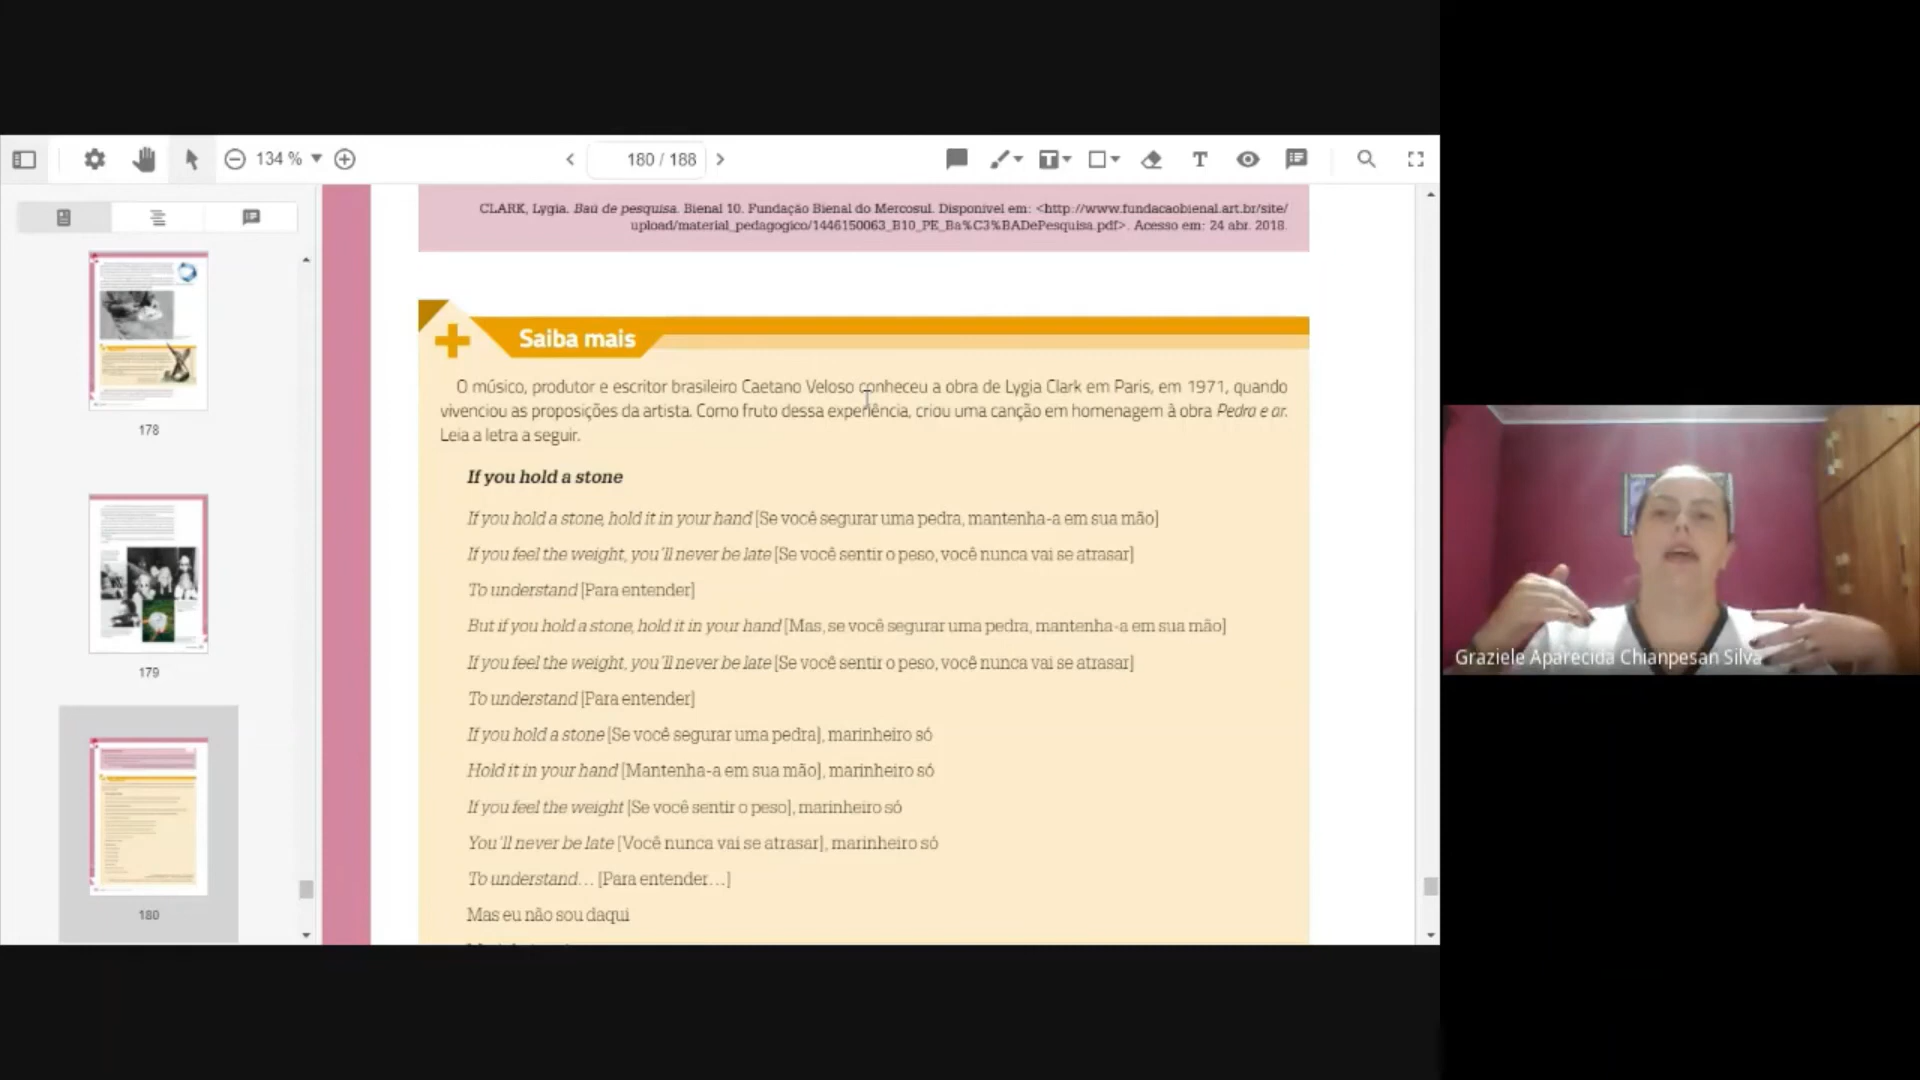 134 %
180 / 188
CLARK, Lygia. Baú de pesquisa. Bienal 10. Fundação Bienal do Mercosul. Disponível em: <http://www.fundacaobienal.art.br/site/
upload/material_pedagogico/1446150063_B10_PE_Ba%C3%BADePesquisa.pdf>. Acesso em: 24 abr. 2018.
178
179
180
Saiba mais
O músico, produtor e escritor brasileiro Caetano Veloso conheceu a obra de Lygia Clark em Paris, em 1971, quando
vivenciou as proposições da artista. Como fruto dessa experiência, criou uma canção em homenagem à obra Pedra e ar.
Leia a letra a seguir.
If you hold a stone
If you hold a stone, hold it in your hand [Se você segurar uma pedra, mantenha-a em sua mão]
If you feel the weight, you'll never be late [Se você sentir o peso, você nunca vai se atrasar]
To understand [Para entender]
But if you hold a stone, hold it in your hand [Mas, se você segurar uma pedra, mantenha-a em sua mão]
If you feel the weight, you'll never be late [Se você sentir o peso, você nunca vai se atrasar]
To understand [Para entender]
If you hold a stone [Se você segurar uma pedra], marinheiro só
Hold it in your hand [Mantenha-a em sua mão], marinheiro só
If you feel the weight [Se você sentir o peso], marinheiro só
You'll never be late [Você nunca vai se atrasar], marinheiro só
To understand... [Para entender...]
Mas eu não sou daqui
Graziele Aparecida Chianpesan Silva